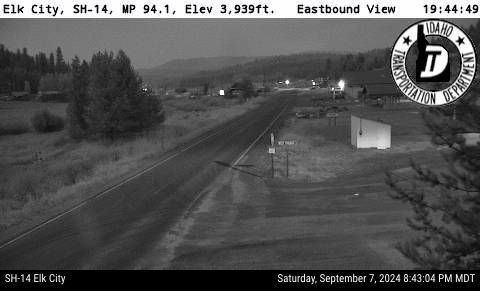 Elk City, SH-14, MP 94.1, Elev 3,939ft. Eastbound View 19:44:49
IDAHO
TRANSPORTATION DEPARTMENT
SH-14 Elk City Saturday, September 7, 2024 8:43:04 PM MDT